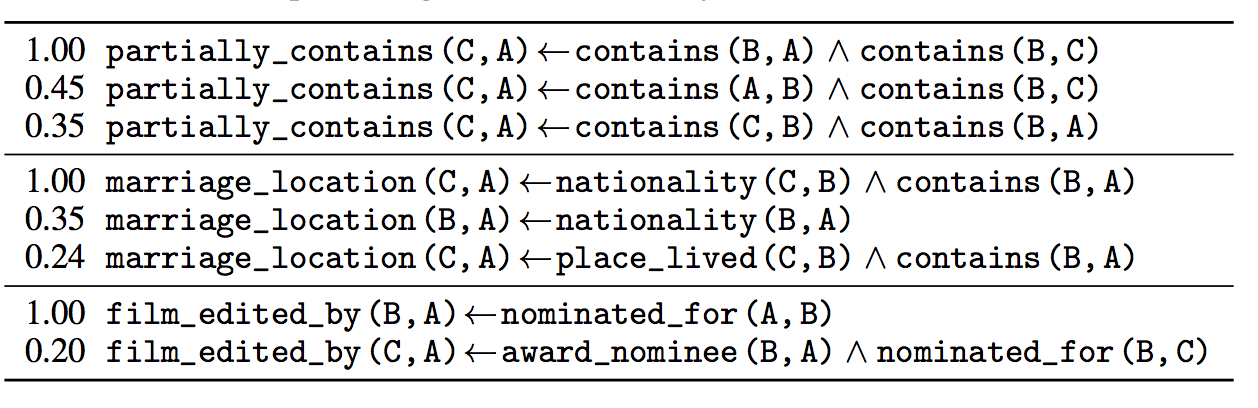 1.00 partially_contains(C,A)←contains(B,A) ∧ contains(B,C)
0.45 partially_contains(C,A)←contains(A,B) ∧ contains(B,C)
0.35 partially_contains(C,A)←contains(C,B) ∧ contains(B,A)
1.00 marriage_location(C,A)←nationality(C,B) ∧ contains(B,A)
0.35 marriage_location(B,A)←nationality(B,A)
0.24 marriage_location(C,A)←place_lived(C,B) ∧ contains(B,A)
1.00 film_edited_by(B,A)←nominated_for(A,B)
0.20 film_edited_by(C,A)←award_nominee(B,A) ∧ nominated_for(B,C)